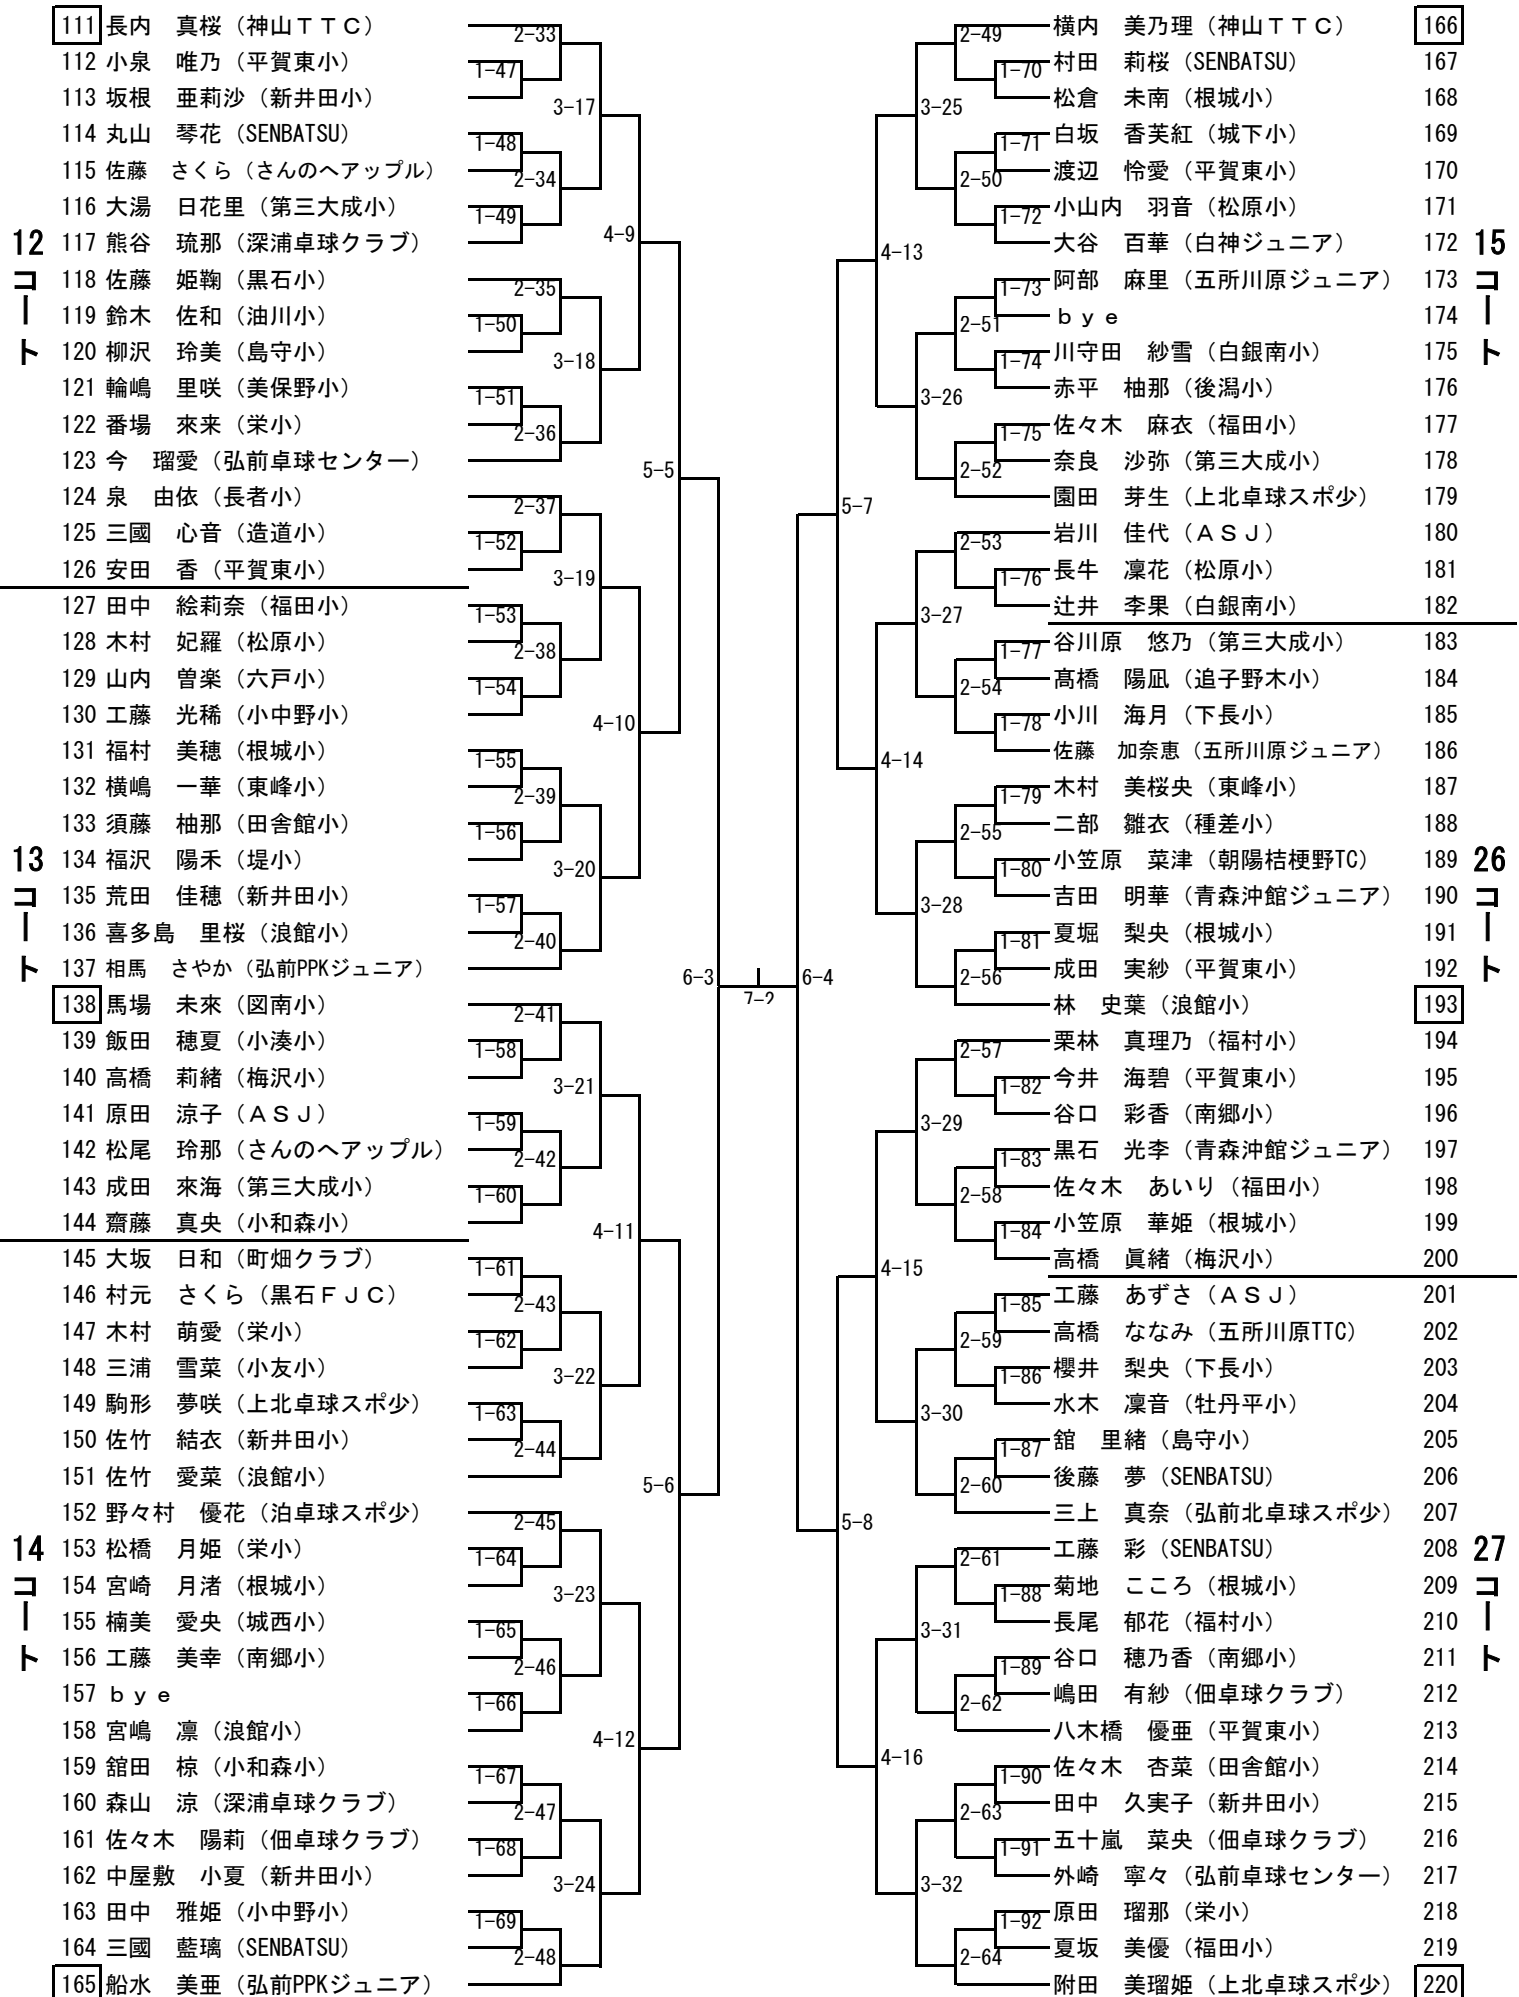 111 長内　真桜（神山ＴＴＣ）
112 小泉　唯乃（平賀東小）
113 坂根　亜莉沙（新井田小）
114 丸山　琴花（SENBATSU）
115 佐藤　さくら（さんのへアップル）
116 大湯　日花里（第三大成小）
117 熊谷　琉那（深浦卓球クラブ）
118 佐藤　姫鞠（黒石小）
119 鈴木　佐和（油川小）
120 柳沢　玲美（島守小）
121 輪嶋　里咲（美保野小）
122 番場　來来（栄小）
123 今　瑠愛（弘前卓球センター）
124 泉　由依（長者小）
125 三國　心音（造道小）
126 安田　香（平賀東小）
12コート
127 田中　絵莉奈（福田小）
128 木村　妃羅（松原小）
129 山内　曽楽（六戸小）
130 工藤　光稀（小中野小）
131 福村　美穂（根城小）
132 横嶋　一華（東峰小）
133 須藤　柚那（田舎館小）
134 福沢　陽禾（堤小）
135 荒田　佳穂（新井田小）
136 喜多島　里桜（浪館小）
137 相馬　さやか（弘前PPKジュニア）
138 馬場　未來（図南小）
139 飯田　穂夏（小湊小）
140 高橋　莉緒（梅沢小）
141 原田　涼子（ＡＳＪ）
142 松尾　玲那（さんのへアップル）
143 成田　來海（第三大成小）
144 齋藤　真央（小和森小）
13コート
145 大坂　日和（町畑クラブ）
146 村元　さくら（黒石ＦＪＣ）
147 木村　萌愛（栄小）
148 三浦　雪菜（小友小）
149 駒形　夢咲（上北卓球スポ少）
150 佐竹　結衣（新井田小）
151 佐竹　愛菜（浪館小）
152 野々村　優花（泊卓球スポ少）
153 松橋　月姫（栄小）
154 宮崎　月渚（根城小）
155 楠美　愛央（城西小）
156 工藤　美幸（南郷小）
157 ｂｙｅ
158 宮嶋　凛（浪館小）
159 舘田　椋（小和森小）
160 森山　涼（深浦卓球クラブ）
161 佐々木　陽莉（佃卓球クラブ）
162 中屋敷　小夏（新井田小）
163 田中　雅姫（小中野小）
164 三國　藍璃（SENBATSU）
165 船水　美亜（弘前PPKジュニア）
14コート
1-47
1-48
1-49
1-50
1-51
1-52
1-53
1-54
1-55
1-56
1-57
1-58
1-59
1-60
1-61
1-62
1-63
1-64
1-65
1-66
1-67
1-68
1-69
2-33
2-34
2-35
2-36
2-37
2-38
2-39
2-40
2-41
2-42
2-43
2-44
2-45
2-46
2-47
2-48
3-17
3-18
3-19
3-20
3-21
3-22
3-23
3-24
4-9
4-10
4-11
4-12
5-5
5-6
6-3
7-2
6-4
5-7
5-8
4-13
4-14
4-15
4-16
3-25
3-26
3-27
3-28
3-29
3-30
3-31
3-32
2-49
2-50
2-51
2-52
2-53
2-54
2-55
2-56
2-57
2-58
2-59
2-60
2-61
2-62
2-63
2-64
1-70
1-71
1-72
1-73
1-74
1-75
1-76
1-77
1-78
1-79
1-80
1-81
1-82
1-83
1-84
1-85
1-86
1-87
1-88
1-89
1-90
1-91
1-92
横内　美乃理（神山ＴＴＣ） 166
村田　莉桜（SENBATSU） 167
松倉　未南（根城小） 168
白坂　香芙紅（城下小） 169
渡辺　怜愛（平賀東小） 170
小山内　羽音（松原小） 171
大谷　百華（白神ジュニア） 172
阿部　麻里（五所川原ジュニア） 173
ｂｙｅ 174
川守田　紗雪（白銀南小） 175
赤平　柚那（後潟小） 176
佐々木　麻衣（福田小） 177
奈良　沙弥（第三大成小） 178
園田　芽生（上北卓球スポ少） 179
岩川　佳代（ＡＳＪ） 180
長牛　凜花（松原小） 181
辻井　李果（白銀南小） 182
15コート
谷川原　悠乃（第三大成小） 183
髙橋　陽凪（追子野木小） 184
小川　海月（下長小） 185
佐藤　加奈恵（五所川原ジュニア） 186
木村　美桜央（東峰小） 187
二部　雛衣（種差小） 188
小笠原　菜津（朝陽桔梗野TC） 189
吉田　明華（青森沖館ジュニア） 190
夏堀　梨央（根城小） 191
成田　実紗（平賀東小） 192
林　史葉（浪館小） 193
栗林　真理乃（福村小） 194
今井　海碧（平賀東小） 195
谷口　彩香（南郷小） 196
黒石　光李（青森沖館ジュニア） 197
佐々木　あいり（福田小） 198
小笠原　華姫（根城小） 199
高橋　眞緒（梅沢小） 200
26コート
工藤　あずさ（ＡＳＪ） 201
高橋　ななみ（五所川原TTC） 202
櫻井　梨央（下長小） 203
水木　凜音（牡丹平小） 204
舘　里緒（島守小） 205
後藤　夢（SENBATSU） 206
三上　真奈（弘前北卓球スポ少） 207
工藤　彩（SENBATSU） 208
菊地　こころ（根城小） 209
長尾　郁花（福村小） 210
谷口　穂乃香（南郷小） 211
嶋田　有紗（佃卓球クラブ） 212
八木橋　優亜（平賀東小） 213
佐々木　杏菜（田舎館小） 214
田中　久実子（新井田小） 215
五十嵐　菜央（佃卓球クラブ） 216
外崎　寧々（弘前卓球センター） 217
原田　瑠那（栄小） 218
夏坂　美優（福田小） 219
附田　美瑠姫（上北卓球スポ少） 220
27コート